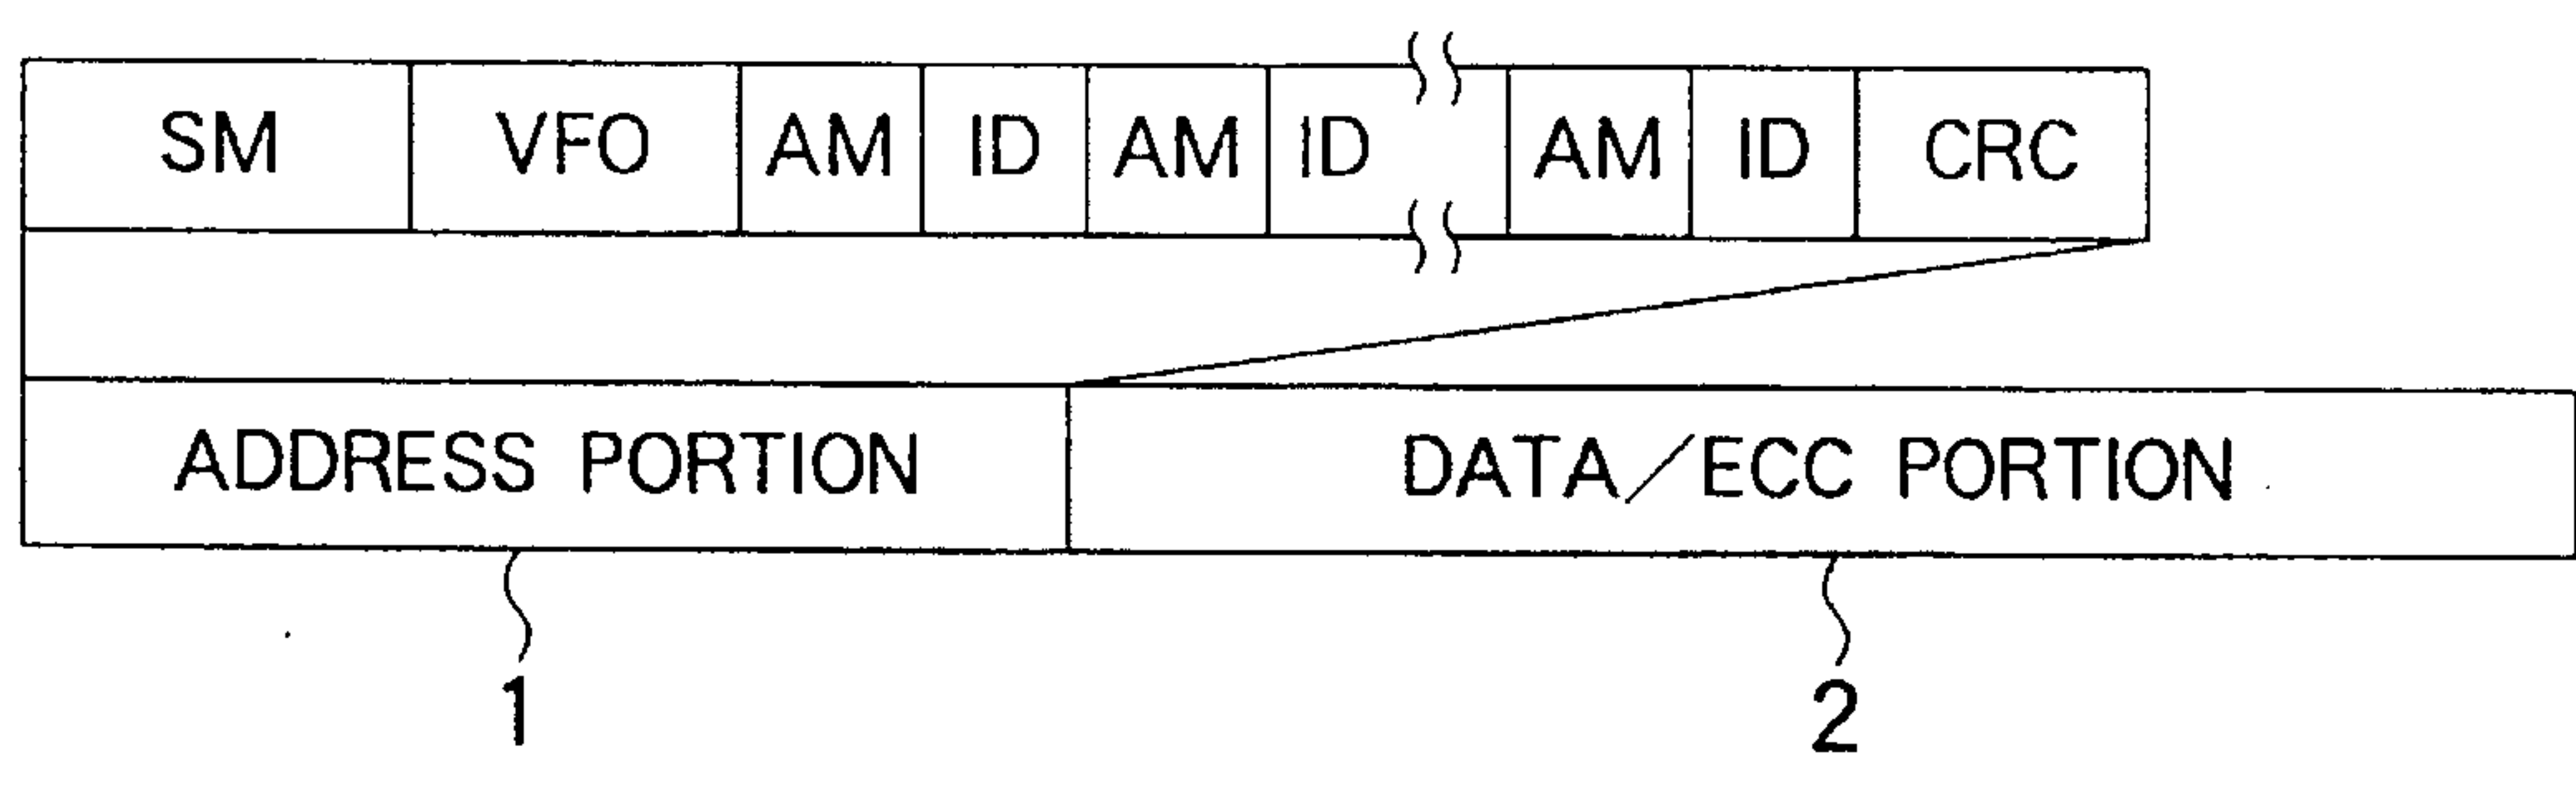 SM VFO AM ID AM ID AM ID CRC
ADDRESS PORTION DATA/ECC PORTION
1 2